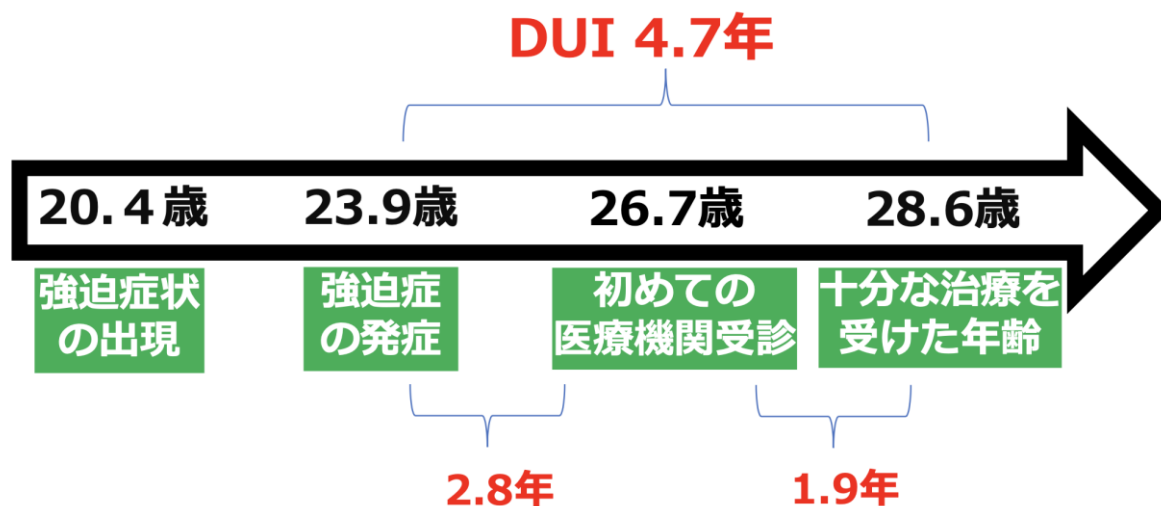 DUI 4.7年
20.４歳
23.9歳
26.7歳
28.6歳
強迫症状
の出現
強迫症
の発症
初めての
医療機関受診
十分な治療を
受けた年齢
2.8年
1.9年